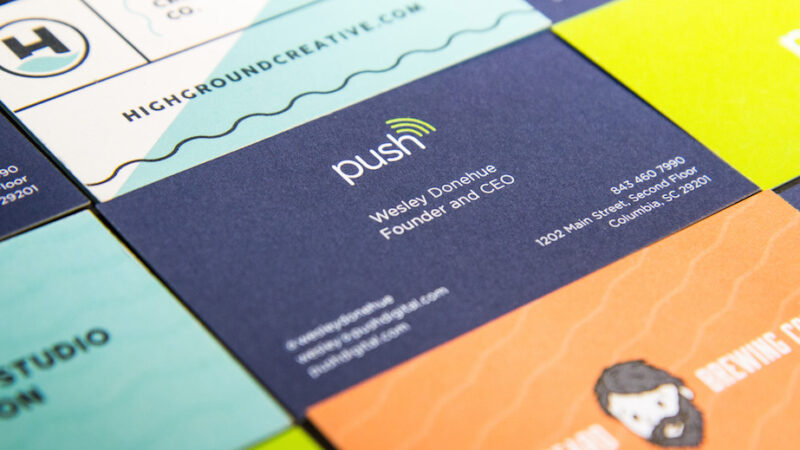 H
CO.
HIGHGROUNDCREATIVE.COM
push
Wesley Donehue
Founder and CEO
843 460 7990
1202 Main Street, Second Floor
Columbia, SC 29201
@wesleydonehue
wesley@pushdigital.com
pushdigital.com
990
Floor
29201
STUDIO
ON
BREWING